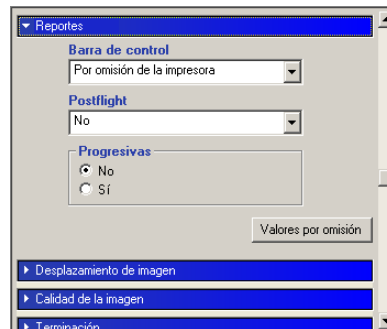 Reportes
Barra de control
Por omisión de la impresora
Postflight
No
Progresivas
No
Sí
Valores por omisión
Desplazamiento de imagen
Calidad de la imagen
Terminación